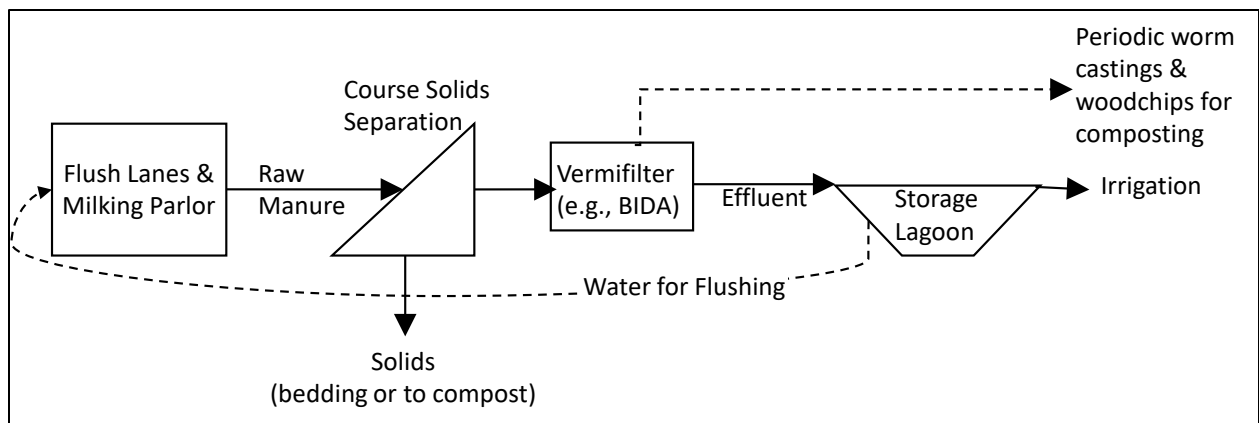 Periodic worm
castings &
woodchips for
composting
Course Solids
Separation
Flush Lanes &
Milking Parlor
Raw
Manure
Vermifilter
(e.g., BIDA)
Effluent
Storage
Lagoon
Irrigation
Water for Flushing
Solids
(bedding or to compost)